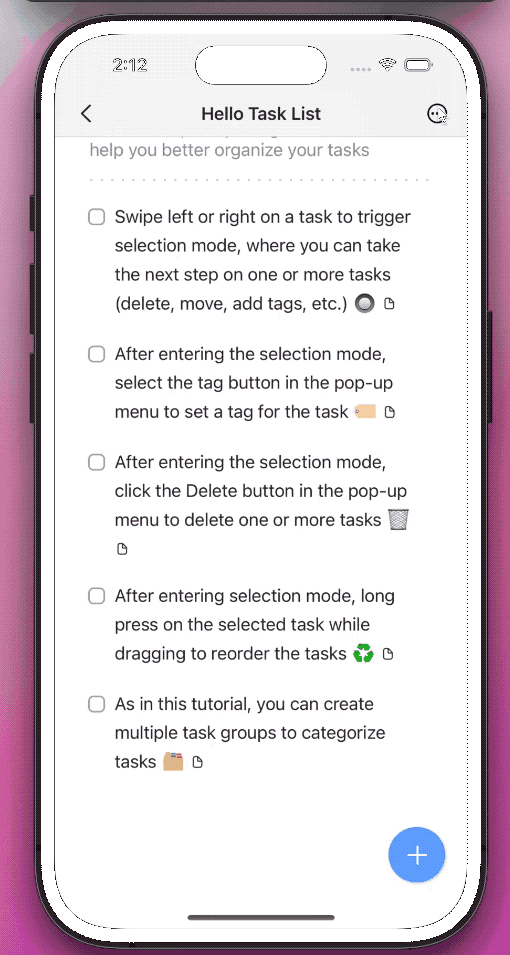 2:12
Hello Task List
help you better organize your tasks
Swipe left or right on a task to trigger
selection mode, where you can take
the next step on one or more tasks
(delete, move, add tags, etc.)
After entering the selection mode,
select the tag button in the pop-up
menu to set a tag for the task
After entering the selection mode,
click the Delete button in the pop-up
menu to delete one or more tasks
After entering selection mode, long
press on the selected task while
dragging to reorder the tasks
As in this tutorial, you can create
multiple task groups to categorize
tasks